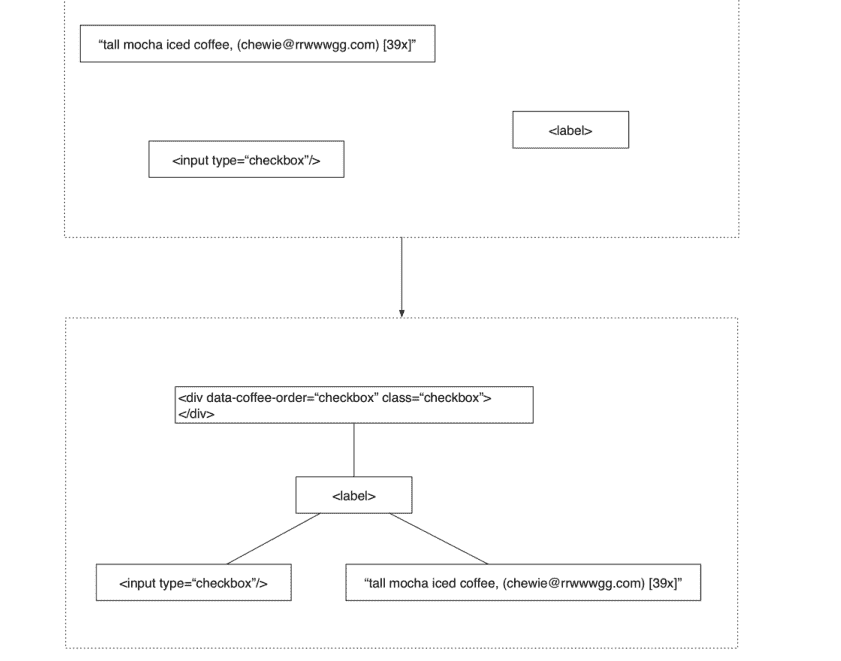 “tall mocha iced coffee, (chewie@rrwwwgg.com) [39x]”
<label>
<input type=“checkbox”/>
<div data-coffee-order=“checkbox” class=“checkbox”>
</div>
<label>
<input type=“checkbox”/>
“tall mocha iced coffee, (chewie@rrwwwgg.com) [39x]”